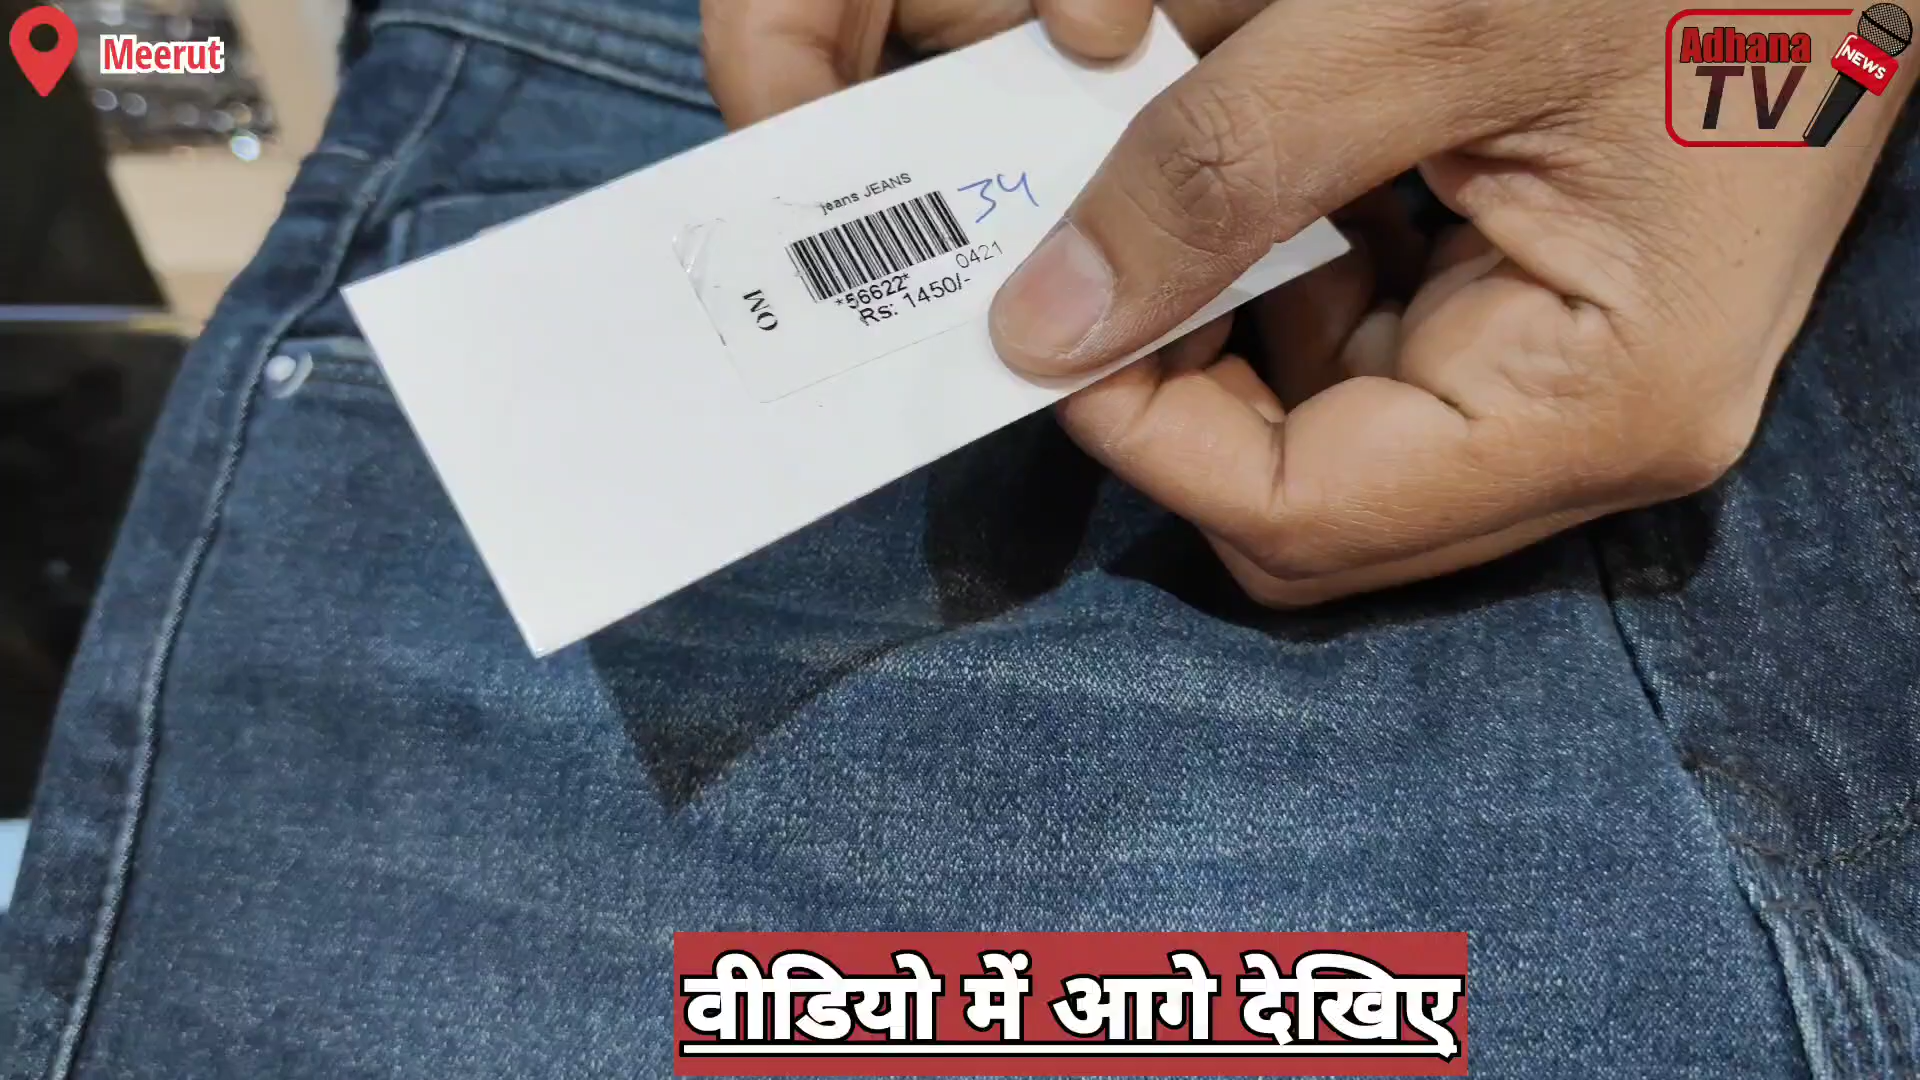 Meerut
Adhana
TV
NEWS
jeans JEANS
34
*56622*
0421
Rs: 1450/-
OM
वीडियो में आगे देखिए